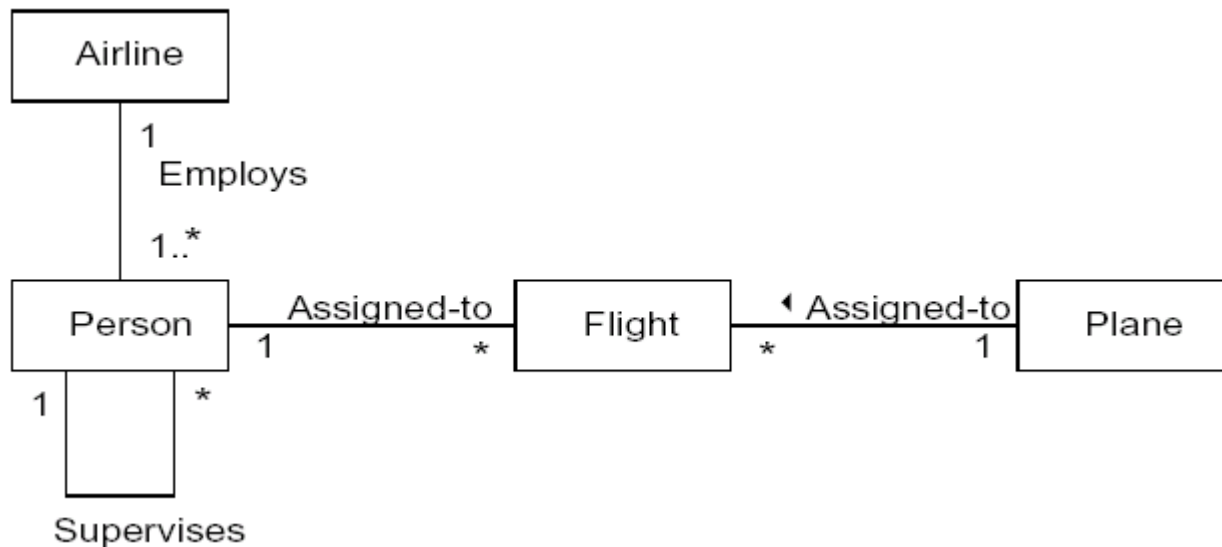 Airline
1
Employs
1..*
Person
Assigned-to
1
*
Flight
Assigned-to
*
1
Plane
1
*
Supervises